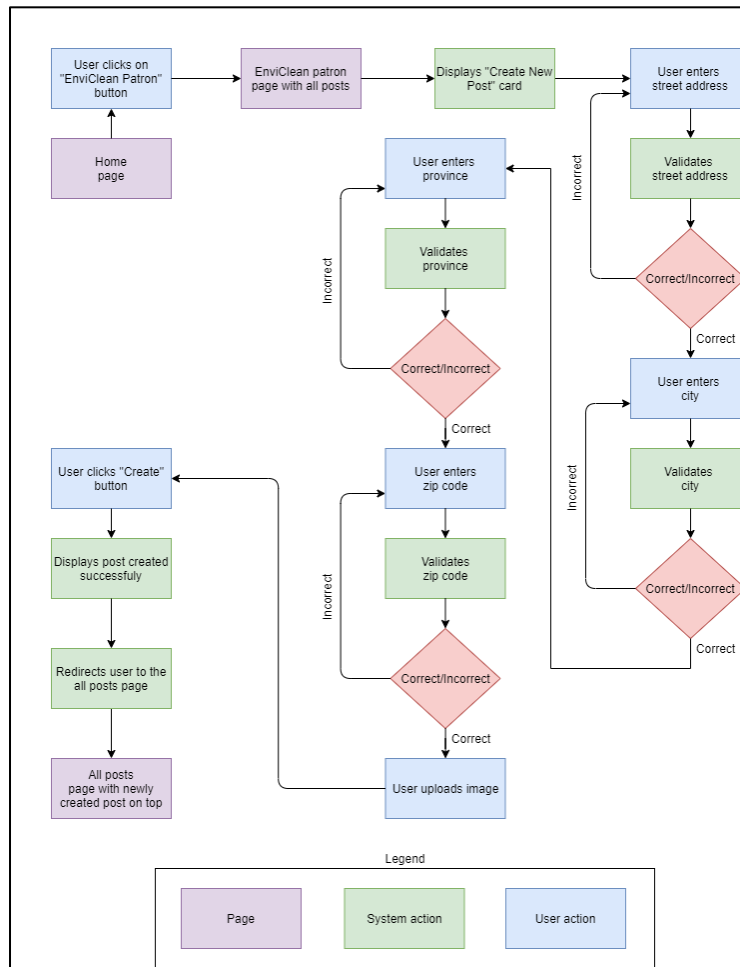 User clicks on
"EnviClean Patron"
button
EnviClean patron
page with all posts
Displays "Create New
Post" card
User enters
street address
Home
page
Validates
street address
Incorrect
Correct/Incorrect
Correct
User enters
city
Validates
city
Incorrect
Correct/Incorrect
Correct
User enters
province
Validates
province
Incorrect
Correct/Incorrect
Correct
User enters
zip code
Validates
zip code
Incorrect
Correct/Incorrect
Correct
User uploads image
User clicks "Create"
button
Displays post created
successfuly
Redirects user to the
all posts page
All posts
page with newly
created post on top
Legend
Page
System action
User action